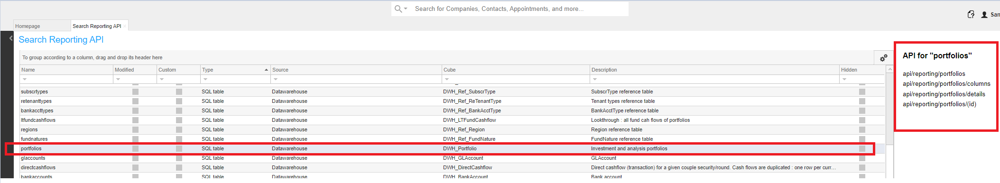 Search for Companies, Contacts, Appointments, and more...
San
Homepage Search Reporting API
Search Reporting API
To group according to a column, drag and drop its header here
Name Modified Custom Type Source Cube Description Hidden
subscrtypes SQL table Datawarehouse DWH_Ref_SubscrType SubscrType reference table
retenanttypes SQL table Datawarehouse DWH_Ref_ReTenantType Tenant types reference table
bankaccttypes SQL table Datawarehouse DWH_Ref_BankAcctType BankAcctType reference table
ltfundcashflows SQL table Datawarehouse DWH_LTFundCashflow Lookthrough : all fund cah flows of portfolios
regions SQL table Datawarehouse DWH_Ref_Region Region reference table
fundnatures SQL table Datawarehouse DWH_Ref_FundNature FundNature reference table
portfolios SQL table Datawarehouse DWH_Portfolio Investment and analysis portfolios
glaccounts SQL table Datawarehouse DWH_GLAccount GLAccount
directcashflows SQL table Datawarehouse DWH_DirectCashflow Direct cashflow (transaction) for a given couple security/round. Cash flows are duplicated : one row per curr...
bankaccounts SQL table Datawarehouse DWH_BankAccount Bank account
API for "portfolios"
api/reporting/portfolios
api/reporting/portfolios/columns
api/reporting/portfolios/details
api/reporting/portfolios/(id)